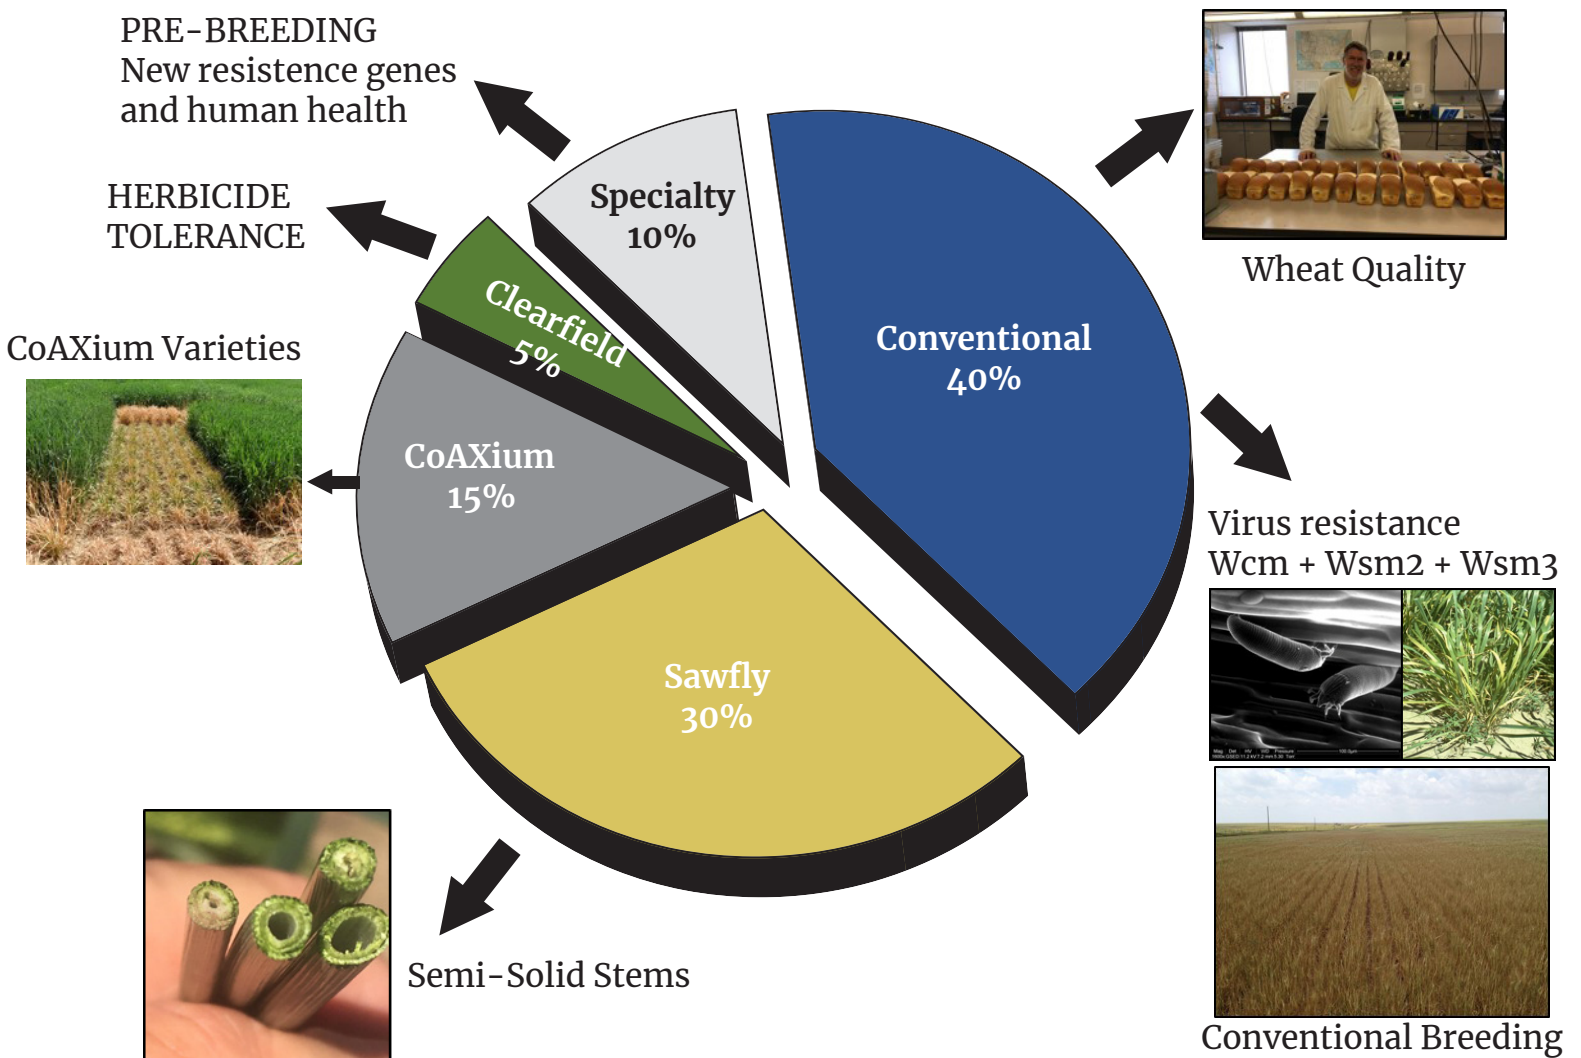 PRE-BREEDING
New resistence genes
and human health
HERBICIDE
TOLERANCE
CoAXium Varieties
Specialty
10%
Clearfield
5%
CoAXium
15%
Conventional
40%
Sawfly
30%
Wheat Quality
Virus resistance
Wcm + Wsm2 + Wsm3
Semi-Solid Stems
Conventional Breeding